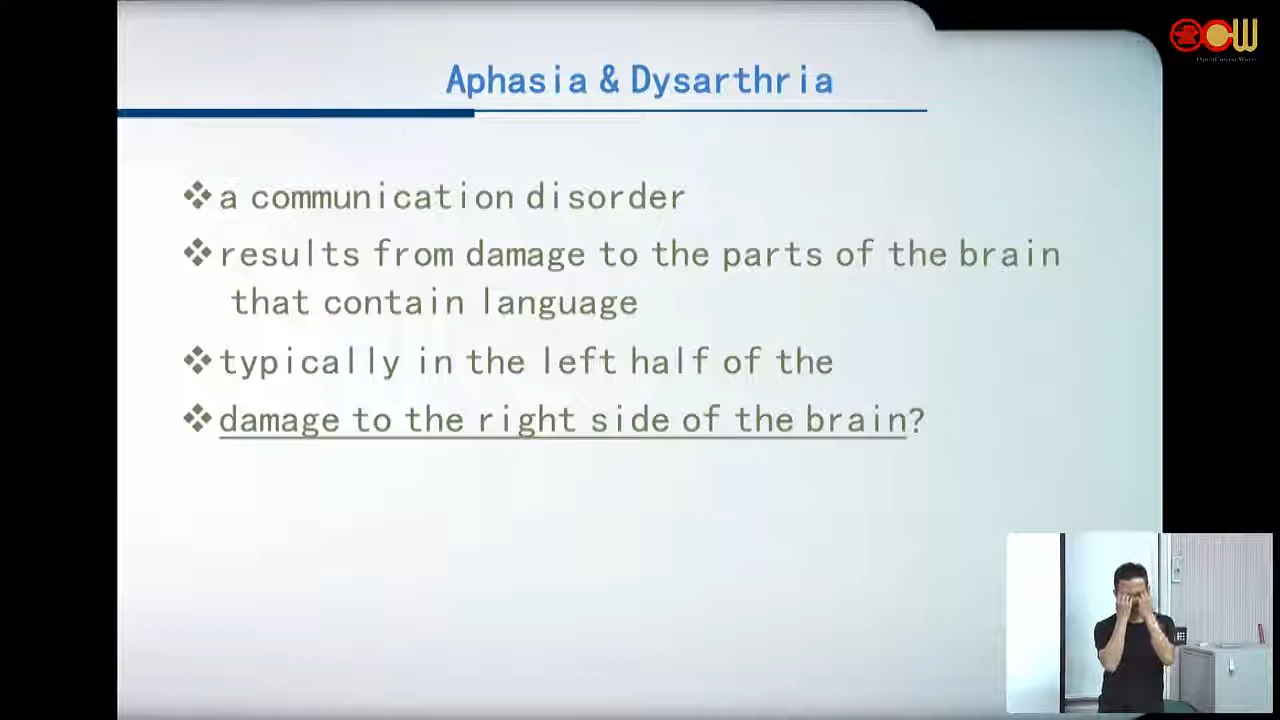 Aphasia & Dysarthria
❖a communication disorder
❖results from damage to the parts of the brain
that contain language
❖typically in the left half of the
❖damage to the right side of the brain?
OpenCourseWare